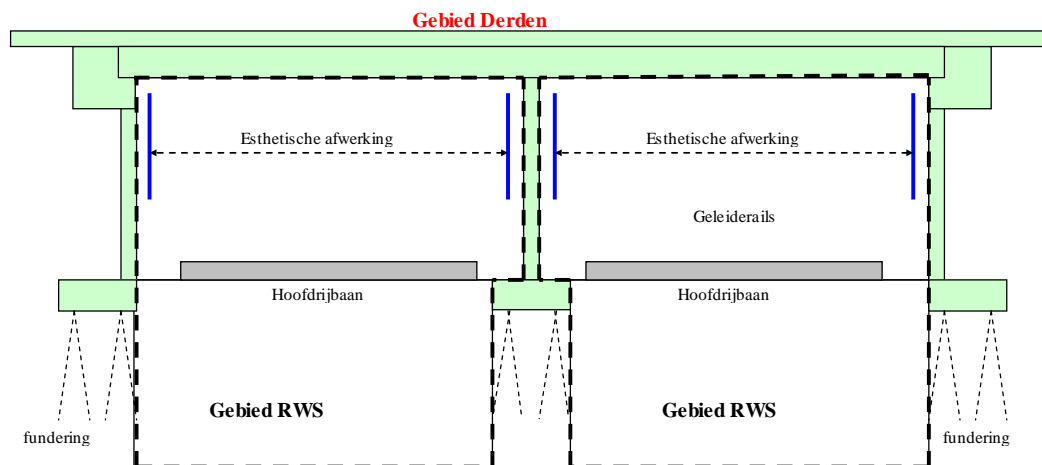 Gebied Derden
Esthetische afwerking
Esthetische afwerking
Geleiderails
Hoofdrijbaan
Hoofdrijbaan
Gebied RWS
Gebied RWS
fundering
fundering